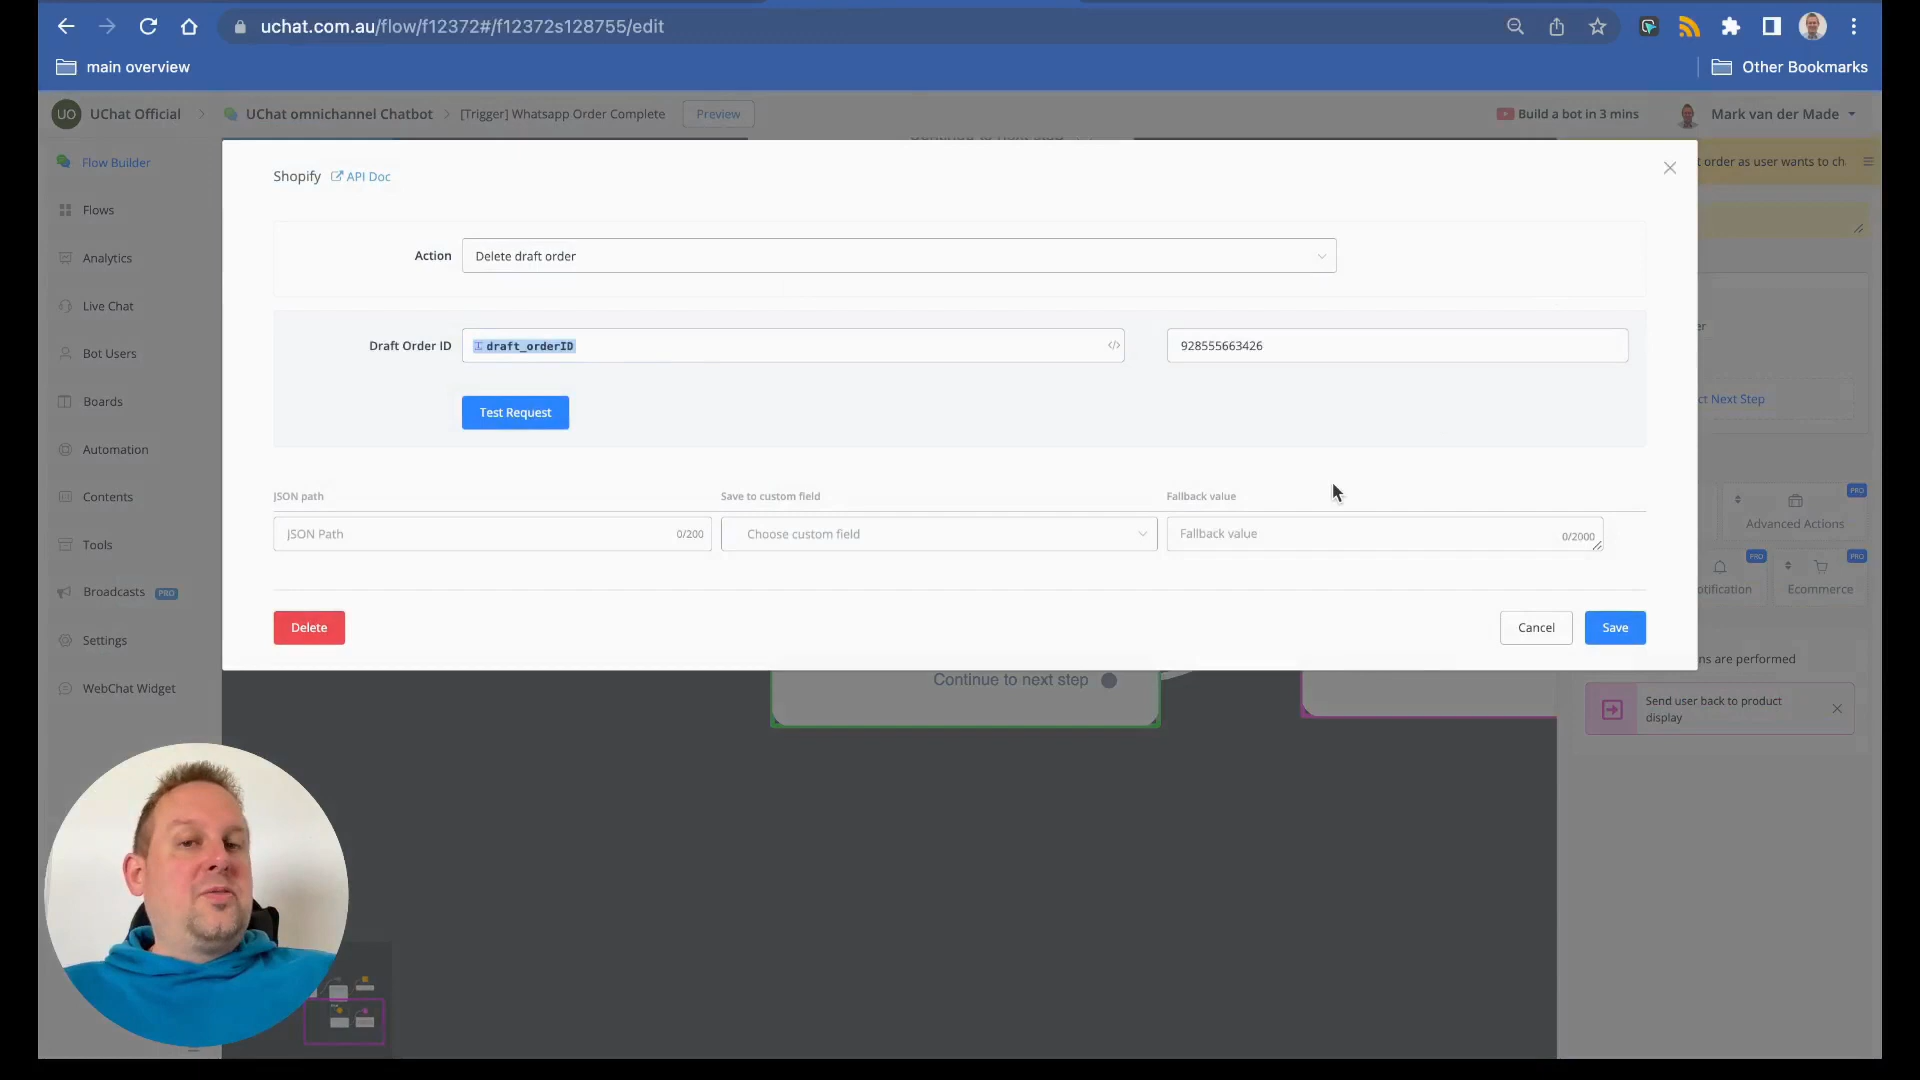 uchat.com.au/flow/f12372#/f12372s128755/edit
main overview
Other Bookmarks
UO UChat Official
UChat omnichannel Chatbot
[Trigger] Whatsapp Order Complete
Preview
Build a bot in 3 mins
Mark van der Made
Flow Builder
Flows
Analytics
Live Chat
Bot Users
Boards
Automation
Contents
Tools
Broadcasts PRO
Settings
WebChat Widget
Shopify API Doc
Action Delete draft order
Draft Order ID draft_orderID </> 928555663426
Test Request
JSON path Save to custom field Fallback value
JSON Path 0/200 Choose custom field Fallback value 0/2000
Delete Cancel Save
t order as user wants to ch
ct Next Step
PRO
Advanced Actions
PRO PRO
otification Ecommerce
ns are performed
Send user back to product
display
Continue to next step